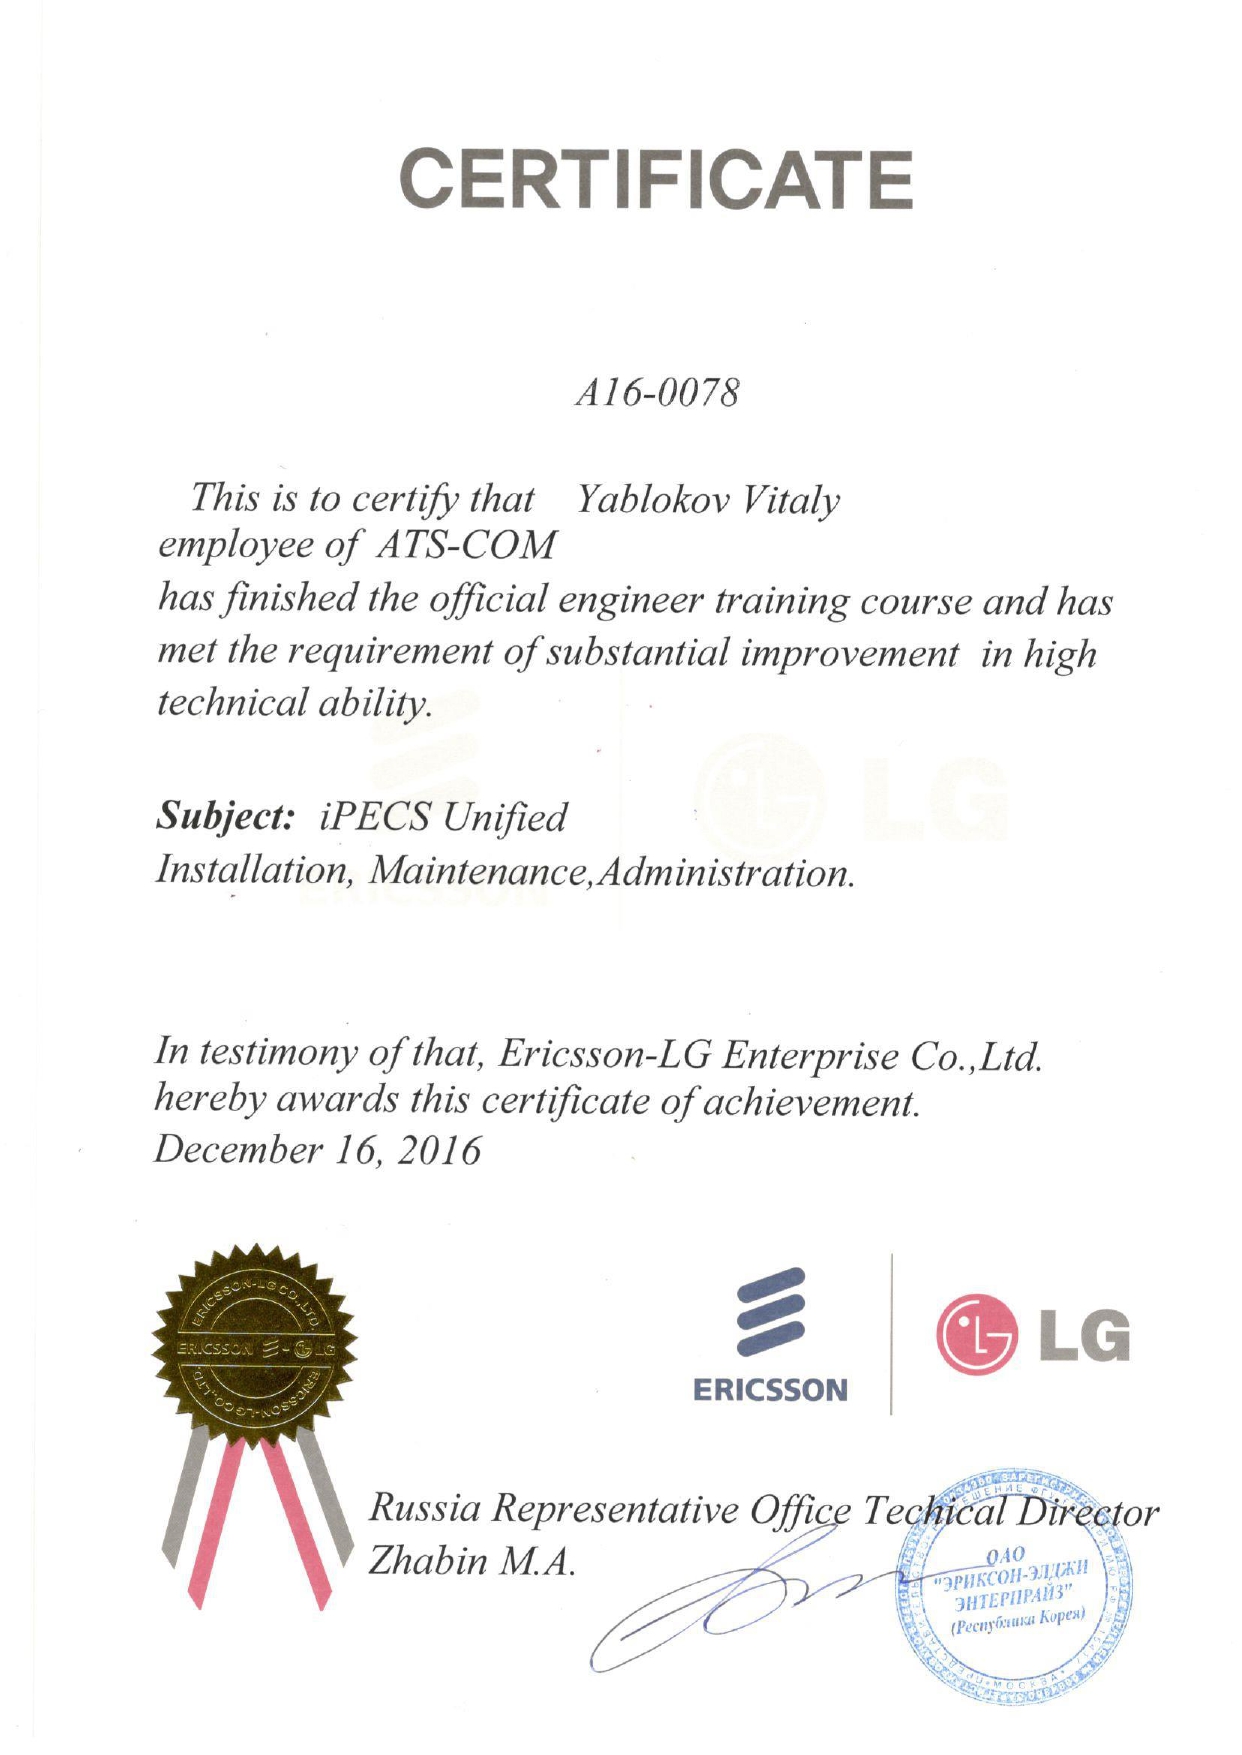 CERTIFICATE
A16-0078
This is to certify that Yablokov Vitaly
employee of ATS-COM
has finished the official engineer training course and has
met the requirement of substantial improvement in high
technical ability.
Subject: iPECS Unified
Installation, Maintenance,Administration.
In testimony of that, Ericsson-LG Enterprise Co.,Ltd.
hereby awards this certificate of achievement.
December 16, 2016
ERICSSON-LG CO.,LTD.
ERICSSON - LG
ERICSSON-LG CO.,LTD.
ERICSSON
LG
Russia Representative Office Techical Director
Zhabin M.A.
ОАО
"ЭРИКСОН-ЭЛДЖИ
ЭНТЕРПРАЙЗ"
(Республика Корея)
МОСКВА